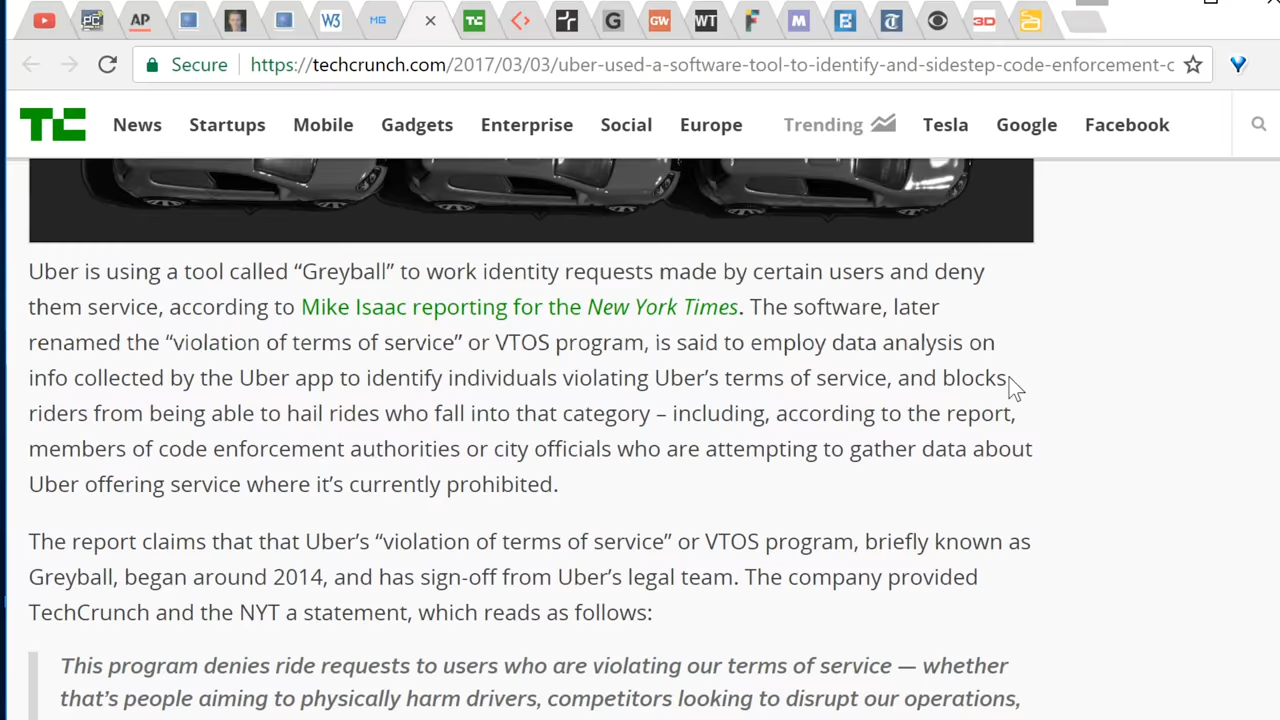 AP
W3
MG
TC
G
GW
WT
F
M
B
T
3D
Secure
https://techcrunch.com/2017/03/03/uber-used-a-software-tool-to-identify-and-sidestep-code-enforcement-c
TC News Startups Mobile Gadgets Enterprise Social Europe Trending Tesla Google Facebook
Uber is using a tool called “Greyball” to work identity requests made by certain users and deny
them service, according to Mike Isaac reporting for the New York Times. The software, later
renamed the “violation of terms of service” or VTOS program, is said to employ data analysis on
info collected by the Uber app to identify individuals violating Uber’s terms of service, and blocks
riders from being able to hail rides who fall into that category – including, according to the report,
members of code enforcement authorities or city officials who are attempting to gather data about
Uber offering service where it’s currently prohibited.
The report claims that that Uber’s “violation of terms of service” or VTOS program, briefly known as
Greyball, began around 2014, and has sign-off from Uber’s legal team. The company provided
TechCrunch and the NYT a statement, which reads as follows:
This program denies ride requests to users who are violating our terms of service — whether
that’s people aiming to physically harm drivers, competitors looking to disrupt our operations,